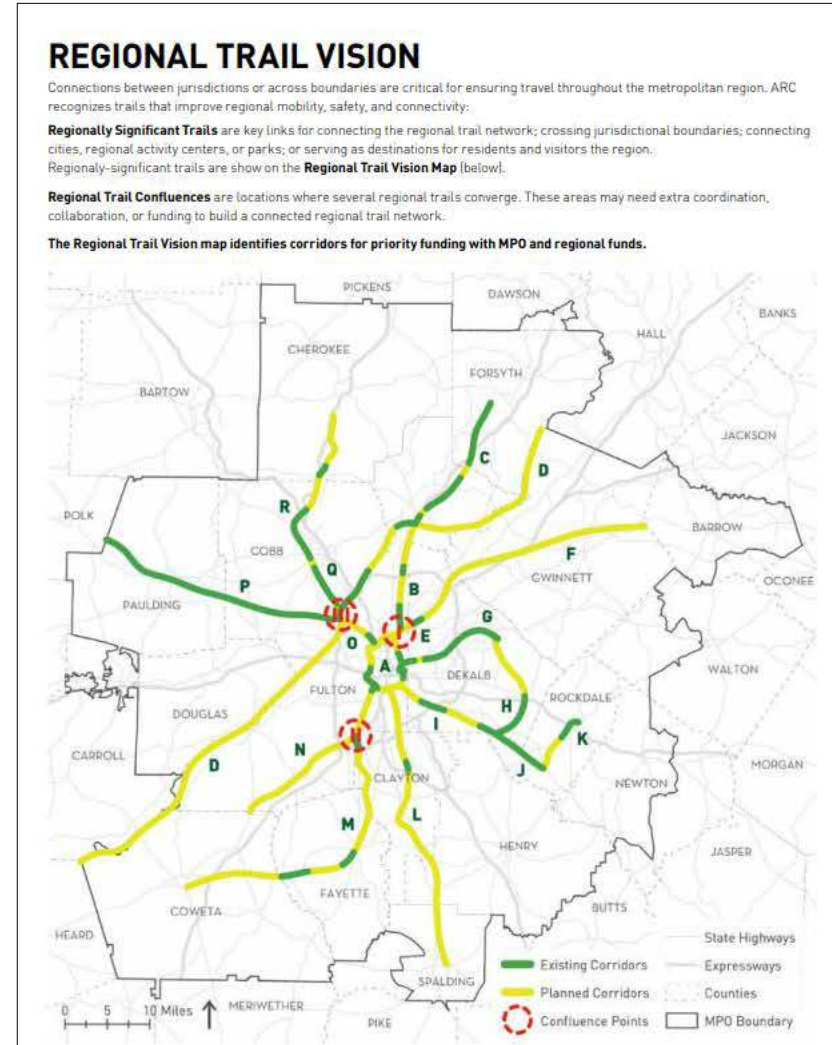 REGIONAL TRAIL VISION
Connections between jurisdictions or across boundaries are critical for ensuring travel throughout the metropolitan region. ARC
recognizes trails that improve regional mobility, safety, and connectivity:
Regionally Significant Trails are key links for connecting the regional trail network; crossing jurisdictional boundaries; connecting
cities, regional activity centers, or parks; or serving as destinations for residents and visitors the region.
Regionaly-significant trails are show on the Regional Trail Vision Map (below).
Regional Trail Confluences are locations where several regional trails converge. These areas may need extra coordination,
collaboration, or funding to build a connected regional trail network.
The Regional Trail Vision map identifies corridors for priority funding with MPO and regional funds.
PICKENS
DAWSON
BANKS
HALL
CHEROKEE
FORSYTH
BARTOW
JACKSON
C
D
POLK
R
BARROW
COBB
F
Q
GWINNETT
P
B
OCONEE
PAULDING
III
G
I
E
O
A
DEKALB
WALTON
FULTON
ROCKDALE
H
DOUGLAS
I
K
II
N
CARROLL
D
J
MORGAN
CLAYTON
NEWTON
M
L
HENRY
JASPER
FAYETTE
COWETA
BUTTS
HEARD
State Highways
Existing Corridors
Expressways
SPALDING
Planned Corridors
Counties
0 5 10 Miles
MERIWETHER
PIKE
Confluence Points
MPO Boundary